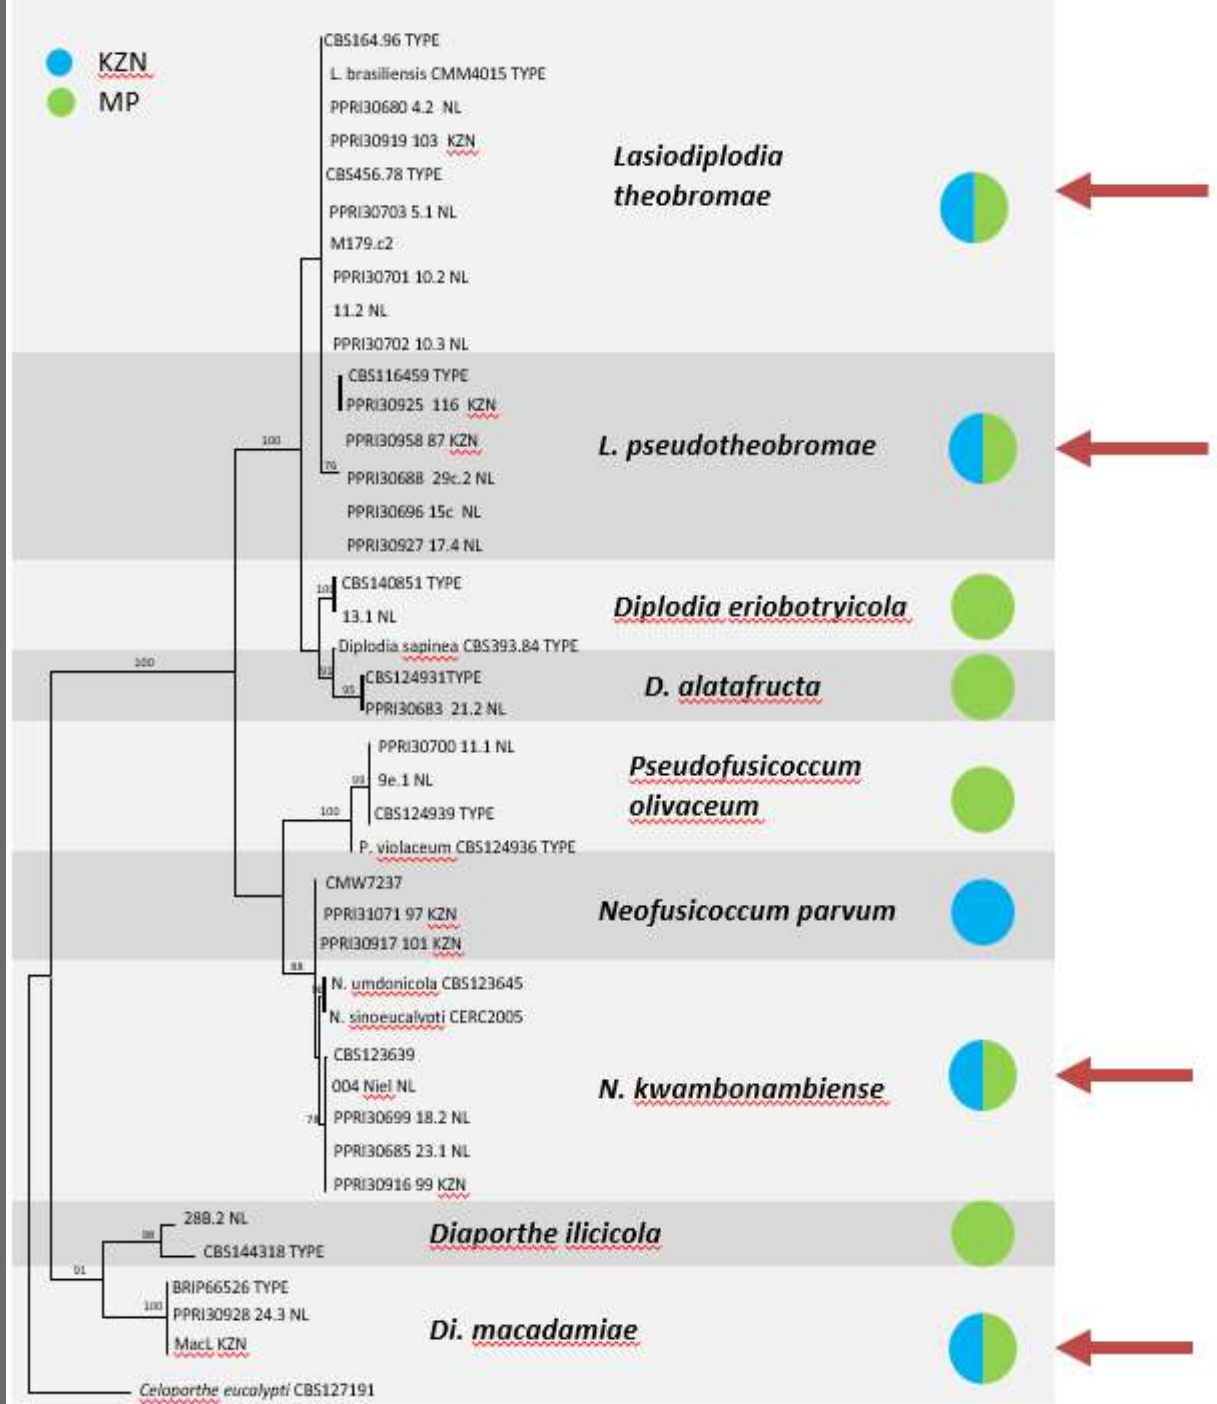 KZN
MP
CBS164.96 TYPE
L. brasiliensis CMM4015 TYPE
PPRI30680 4.2 NL
PPRI30919 103 KZN
CBS456.78 TYPE
PPRI30703 5.1 NL
M179.c2
PPRI30701 10.2 NL
11.2 NL
PPRI30702 10.3 NL
Lasiodiplodia
theobromae
CBS116459 TYPE
PPRI30925 116 KZN
PPRI30958 87 KZN
PPRI30688 29c.2 NL
PPRI30696 15c NL
PPRI30927 17.4 NL
L. pseudotheobromae
100
76
CBS140851 TYPE
13.1 NL
Diplodia eriobotryicola
Diplodia sapinea CBS393.84 TYPE
CBS124931TYPE
PPRI30683 21.2 NL
D. alatafructa
100
95
PPRI30700 11.1 NL
9e.1 NL
CBS124939 TYPE
P. violaceum CBS124936 TYPE
Pseudofusicoccum
olivaceum
99
100
CMW7237
PPRI31071 97 KZN
PPRI30917 101 KZN
Neofusicoccum parvum
88
N. umdonicola CBS123645
N. sinoeucalypti CERC2005
CBS123639
004 Niel NL
PPRI30699 18.2 NL
PPRI30685 23.1 NL
PPRI30916 99 KZN
N. kwambonambiense
28B.2 NL
CBS144318 TYPE
Diaporthe ilicicola
98
91
BRIP66526 TYPE
PPRI30928 24.3 NL
MacL KZN
Di. macadamiae
100
Celoporthe eucalypti CBS127191